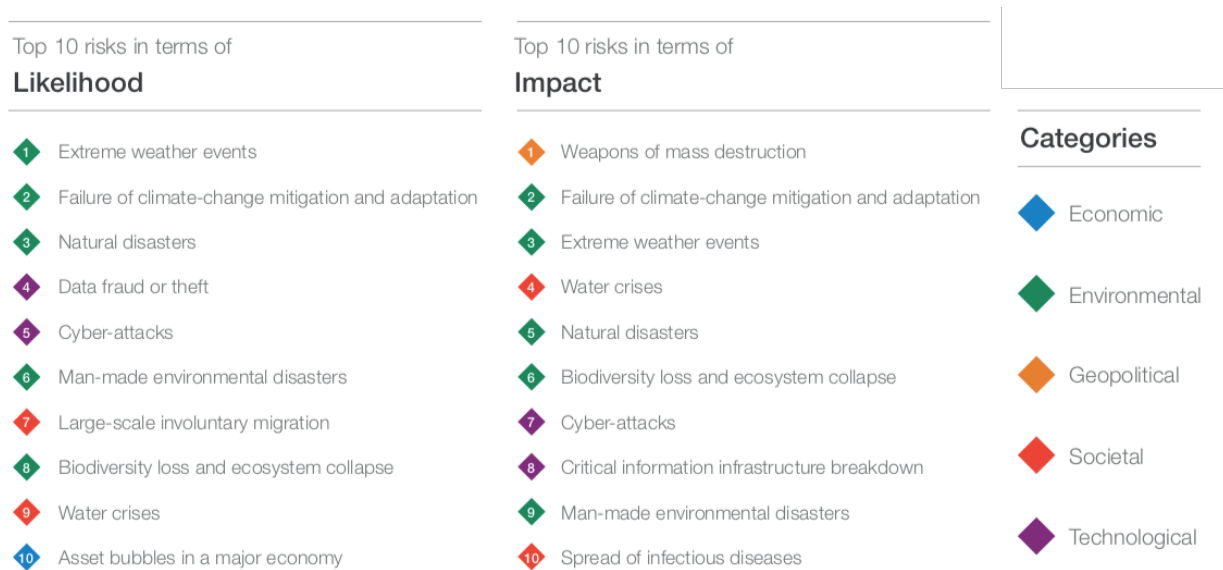 Top 10 risks in terms of
Likelihood
1 Extreme weather events
2 Failure of climate-change mitigation and adaptation
3 Natural disasters
4 Data fraud or theft
5 Cyber-attacks
6 Man-made environmental disasters
7 Large-scale involuntary migration
8 Biodiversity loss and ecosystem collapse
9 Water crises
10 Asset bubbles in a major economy
Top 10 risks in terms of
Impact
1 Weapons of mass destruction
2 Failure of climate-change mitigation and adaptation
3 Extreme weather events
4 Water crises
5 Natural disasters
6 Biodiversity loss and ecosystem collapse
7 Cyber-attacks
8 Critical information infrastructure breakdown
9 Man-made environmental disasters
10 Spread of infectious diseases
Categories
Economic
Environmental
Geopolitical
Societal
Technological